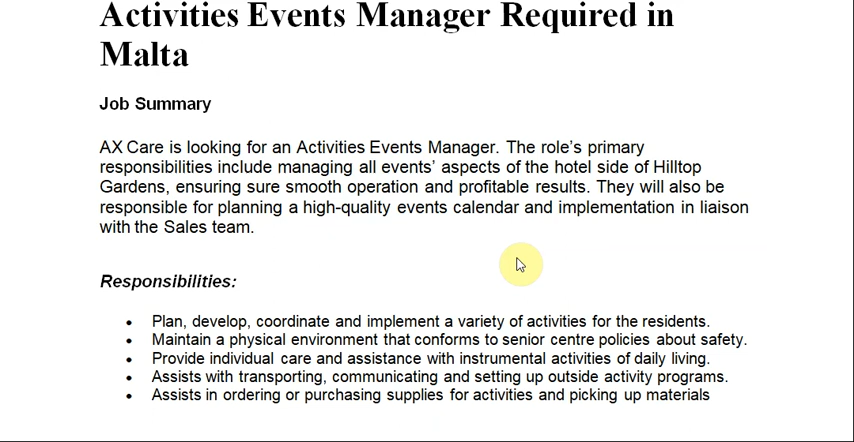 Activities Events Manager Required in
Malta
Job Summary
AX Care is looking for an Activities Events Manager. The role’s primary
responsibilities include managing all events’ aspects of the hotel side of Hilltop
Gardens, ensuring sure smooth operation and profitable results. They will also be
responsible for planning a high-quality events calendar and implementation in liaison
with the Sales team.
Responsibilities:
• Plan, develop, coordinate and implement a variety of activities for the residents.
• Maintain a physical environment that conforms to senior centre policies about safety.
• Provide individual care and assistance with instrumental activities of daily living.
• Assists with transporting, communicating and setting up outside activity programs.
• Assists in ordering or purchasing supplies for activities and picking up materials